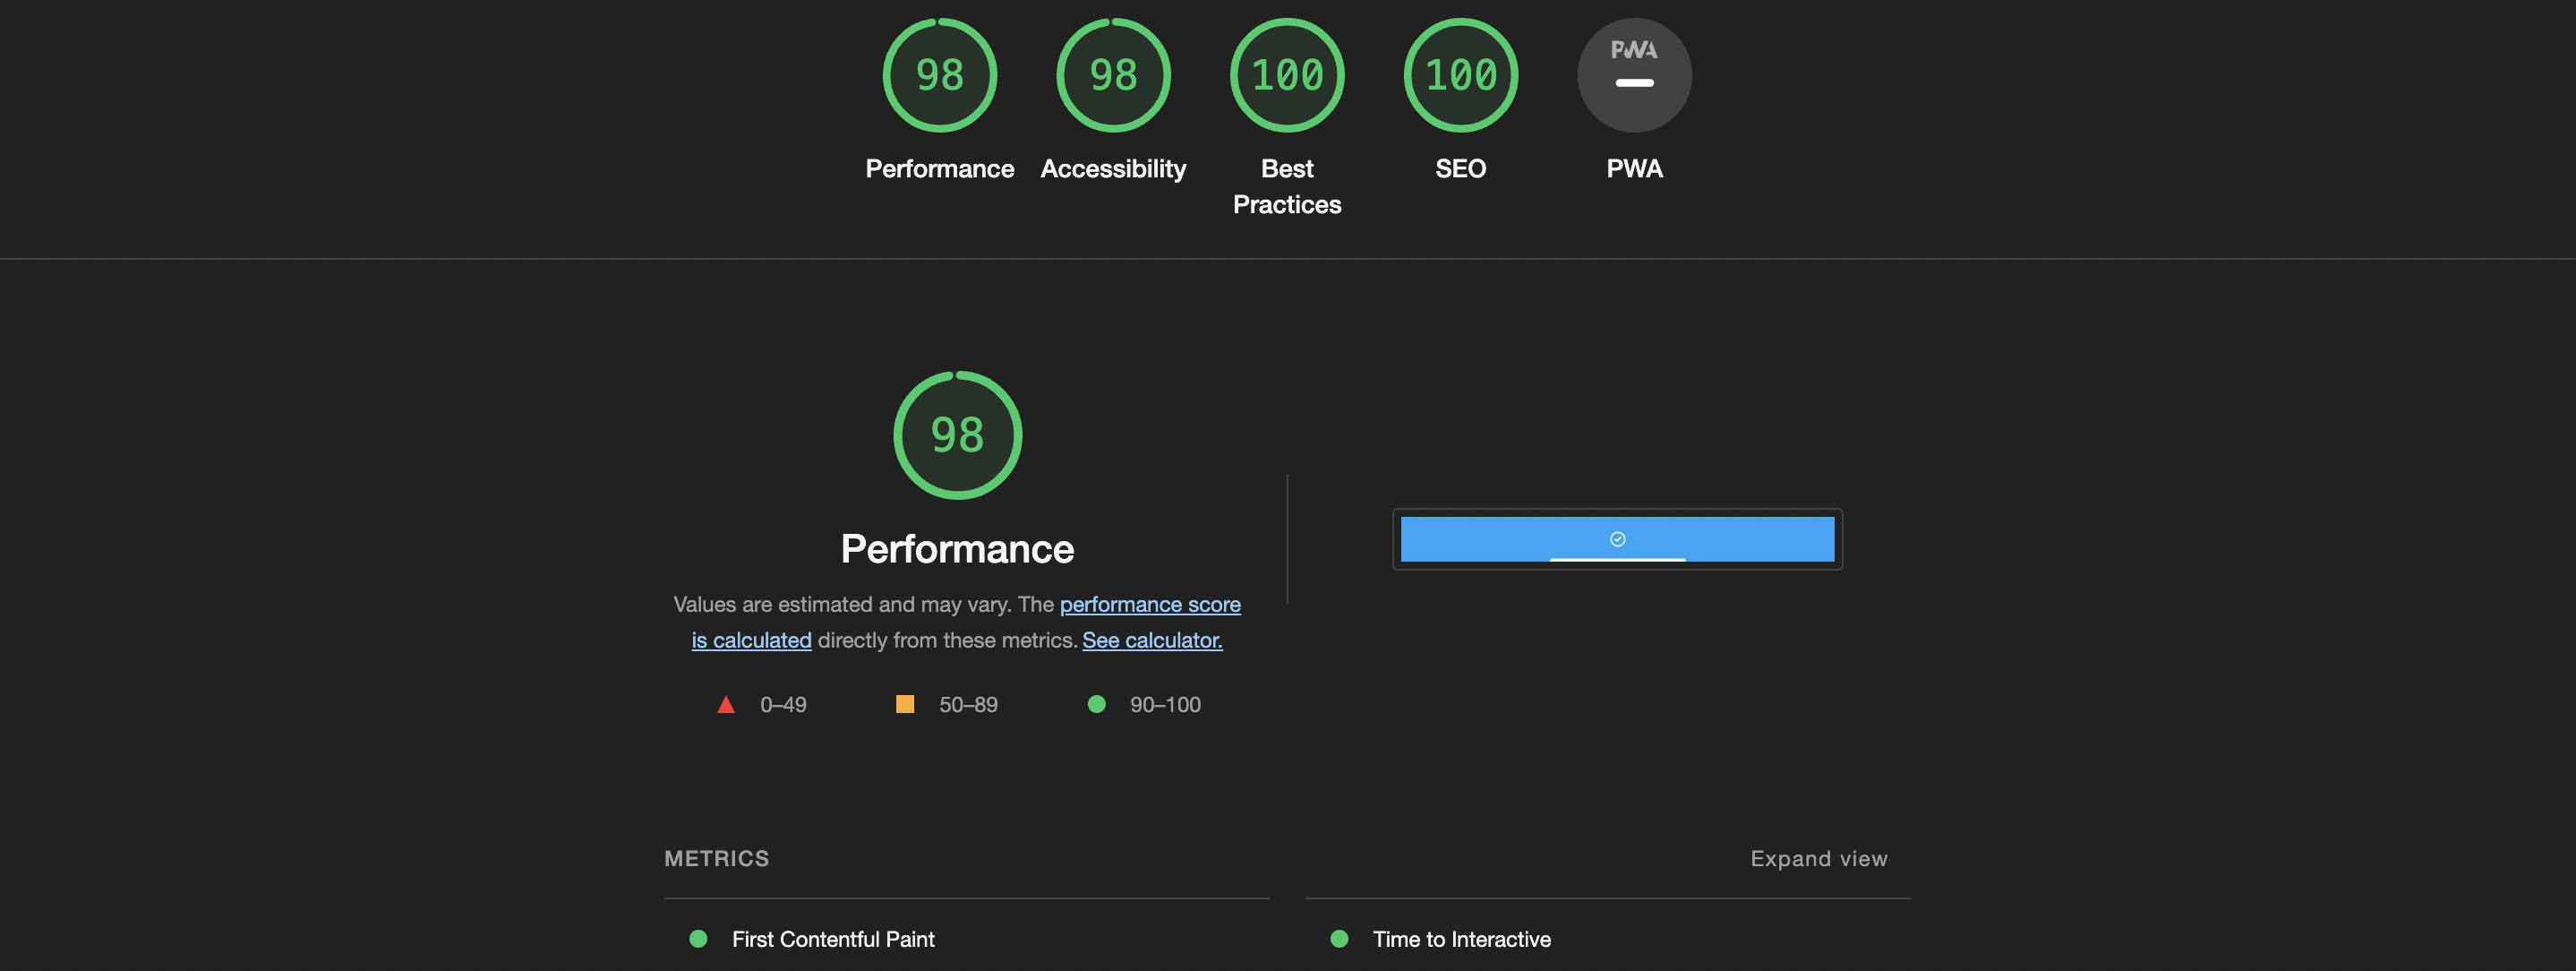 98
98
100
100
PWA
Performance
Accessibility
Best
Practices
SEO
PWA
98
Performance
Values are estimated and may vary. The performance score
is calculated directly from these metrics. See calculator.
0–49
50–89
90–100
METRICS
Expand view
First Contentful Paint
Time to Interactive